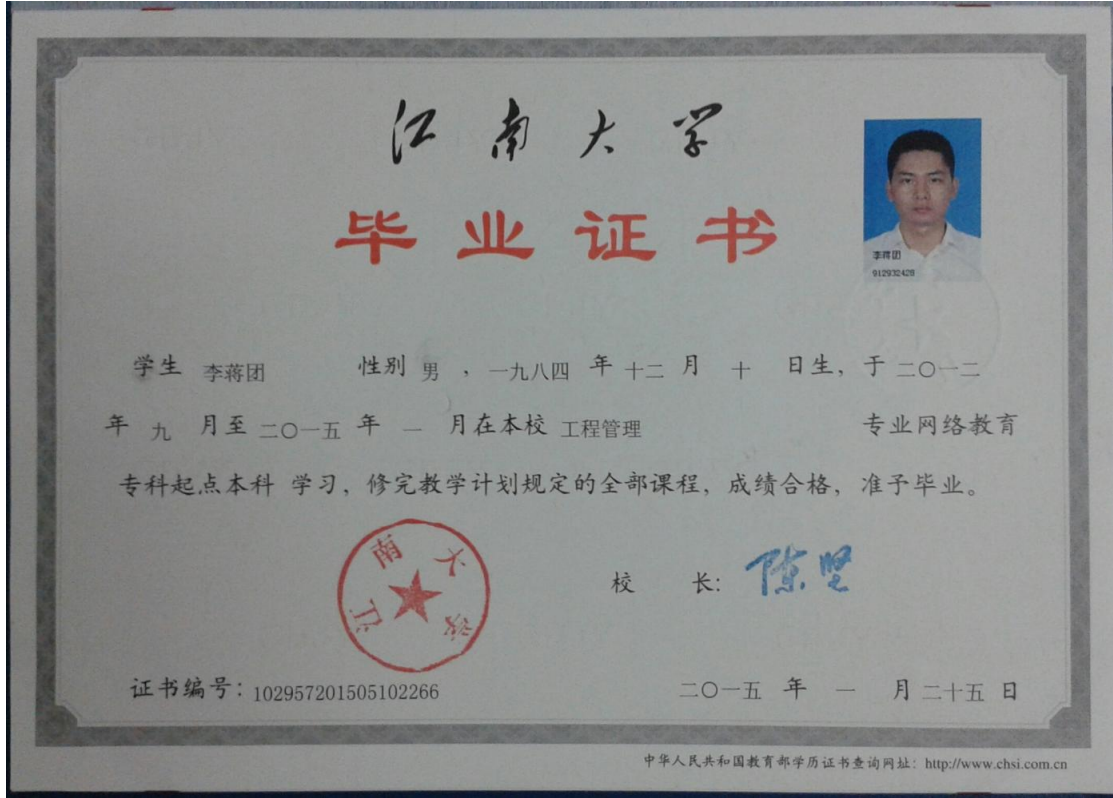 江南大学
毕业证书
李蒋团
912932428
学生 李蒋团 性别 男 ，一九八四 年 十二 月 十 日生，于 二〇一二
年 九 月至 二〇一五 年 一 月在本校 工程管理 专业网络教育
专科起点本科 学习，修完教学计划规定的全部课程，成绩合格，准予毕业。
江南大学
校 长：陈坚
证书编号：102957201505102266 二〇一五 年 一 月 二十五 日
中华人民共和国教育部学历证书查询网址：http://www.chsi.com.cn